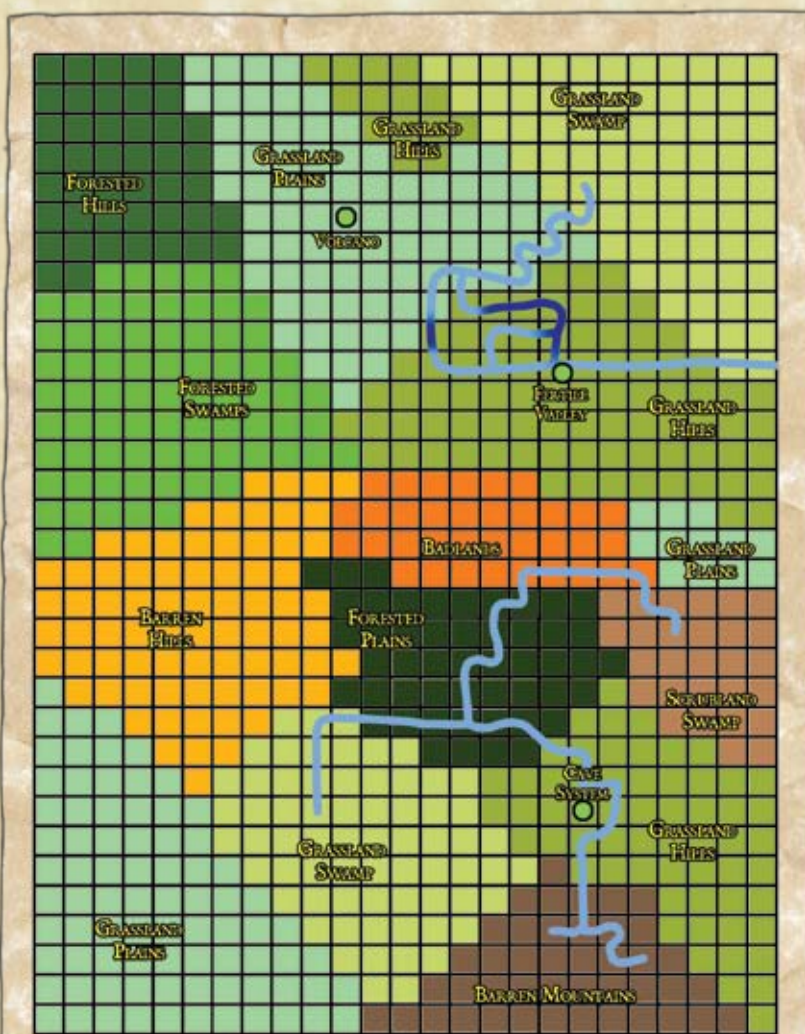 Grassland
Swamp
Grassland
Hills
Grassland
Plains
Forested
Hills
Volcano
Forested
Swamps
Fertile
Valley
Grassland
Hills
Badlands
Grassland
Plains
Barren
Hills
Forested
Plains
Scrubland
Swamp
Cave
System
Grassland
Hills
Grassland
Swamp
Grassland
Plains
Barren Mountains